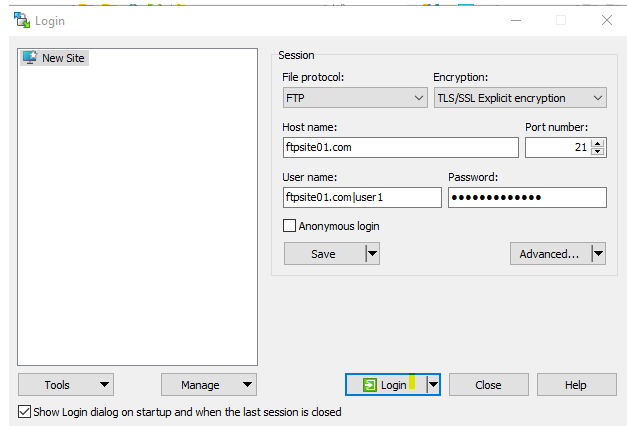 Login
New Site
Session
File protocol:
Encryption:
FTP
TLS/SSL Explicit encryption
Host name:
Port number:
ftpsite01.com
21
User name:
Password:
ftpsite01.com|user1
●●●●●●●●●●●●●
Anonymous login
Save
Advanced...
Tools
Manage
Login
Close
Help
Show Login dialog on startup and when the last session is closed